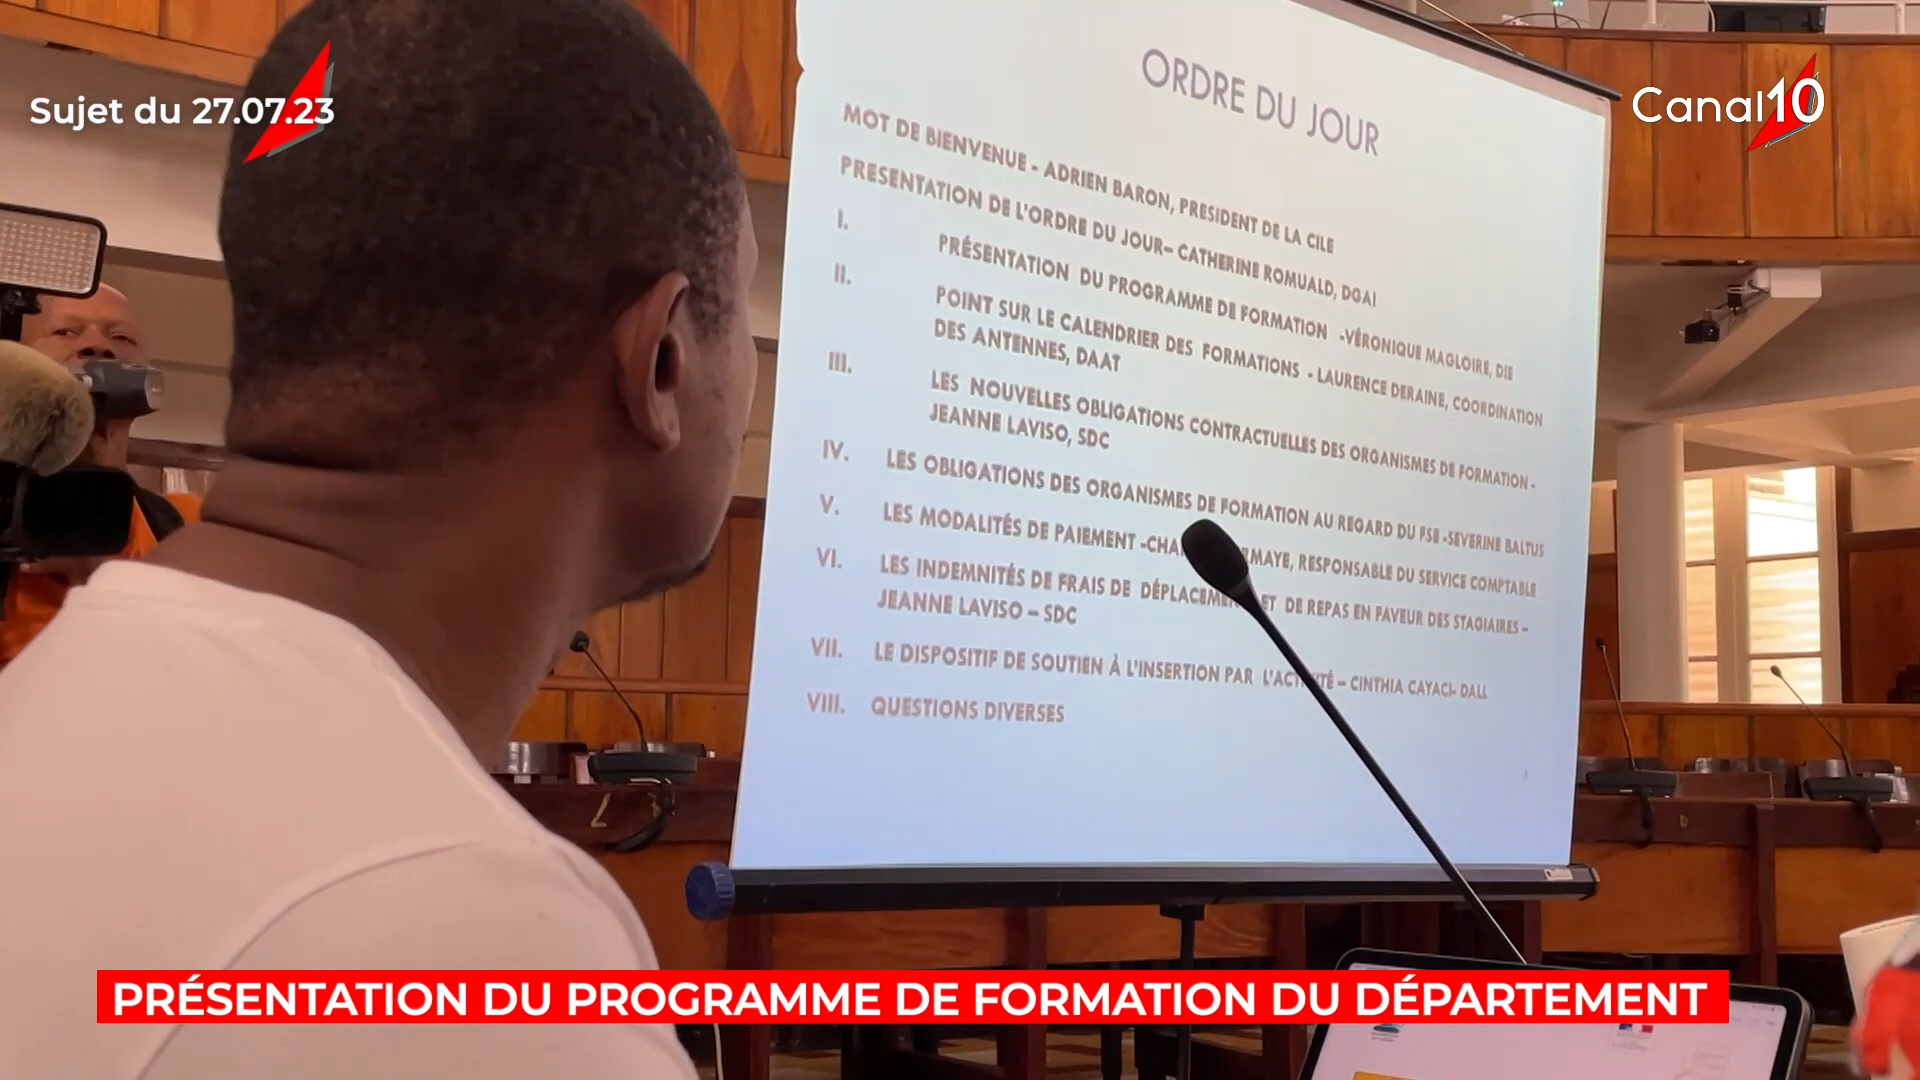 Sujet du 27.07.23
Canal10
ORDRE DU JOUR
MOT DE BIENVENUE - ADRIEN BARON, PRESIDENT DE LA CILE
PRESENTATION DE L'ORDRE DU JOUR– CATHERINE ROMUALD, DGAI
I. PRÉSENTATION DU PROGRAMME DE FORMATION -VÉRONIQUE MAGLOIRE, DIE
II. POINT SUR LE CALENDRIER DES FORMATIONS - LAURENCE DERAINE, COORDINATION
DES ANTENNES, DAAT
III. LES NOUVELLES OBLIGATIONS CONTRACTUELLES DES ORGANISMES DE FORMATION -
JEANNE LAVISO, SDC
IV. LES OBLIGATIONS DES ORGANISMES DE FORMATION AU REGARD DU FSE -SEVERINE BALTUS
V. LES MODALITÉS DE PAIEMENT - RESPONSABLE DU SERVICE COMPTABLE
VI. LES INDEMNITÉS DE FRAIS DE DÉPLACEMENT ET DE REPAS EN FAVEUR DES STAGIAIRES –
JEANNE LAVISO – SDC
VII. LE DISPOSITIF DE SOUTIEN À L'INSERTION PAR L'ACTIVITÉ – CINTHIA CAYACI- DALL
VIII. QUESTIONS DIVERSES
PRÉSENTATION DU PROGRAMME DE FORMATION DU DÉPARTEMENT